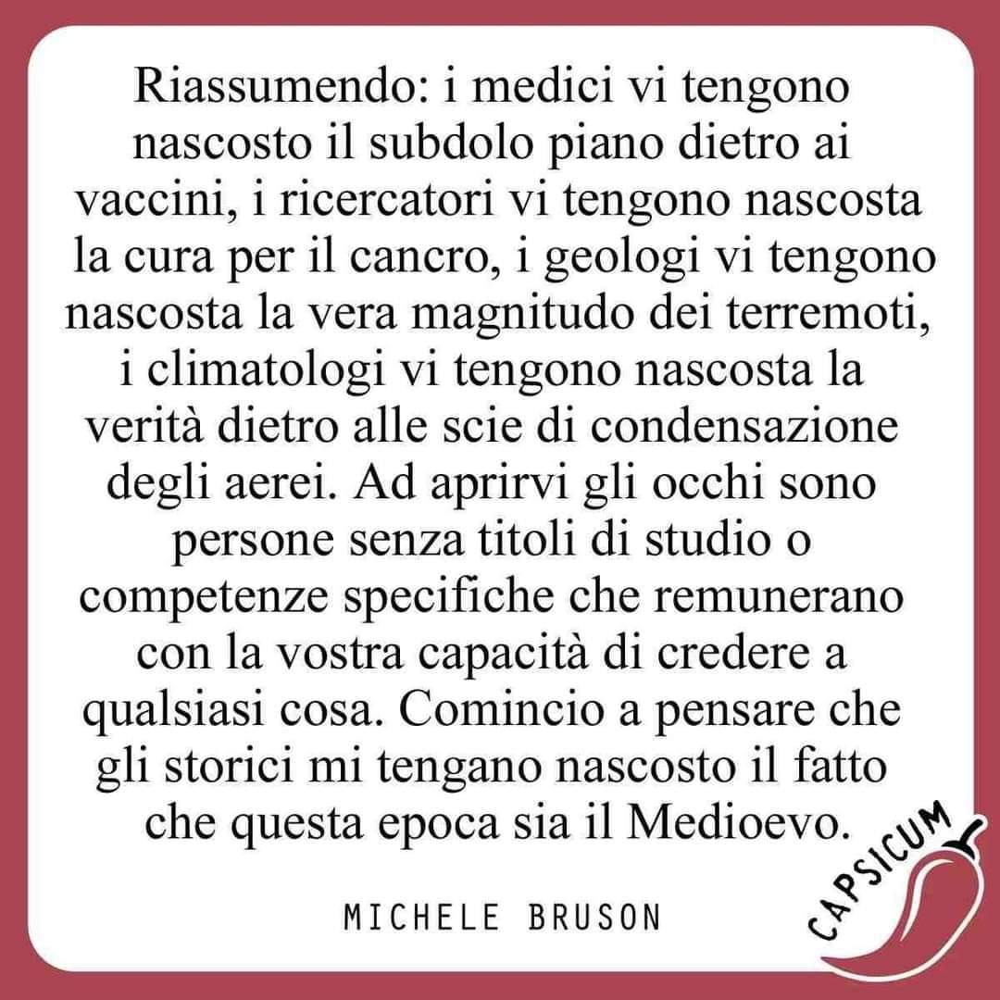 Riassumendo: i medici vi tengono
nascosto il subdolo piano dietro ai
vaccini, i ricercatori vi tengono nascosta
la cura per il cancro, i geologi vi tengono
nascosta la vera magnitudo dei terremoti,
i climatologi vi tengono nascosta la
verità dietro alle scie di condensazione
degli aerei. Ad aprirvi gli occhi sono
persone senza titoli di studio o
competenze specifiche che remunerano
con la vostra capacità di credere a
qualsiasi cosa. Comincio a pensare che
gli storici mi tengano nascosto il fatto
che questa epoca sia il Medioevo.
MICHELE BRUSON
CAPSICUM